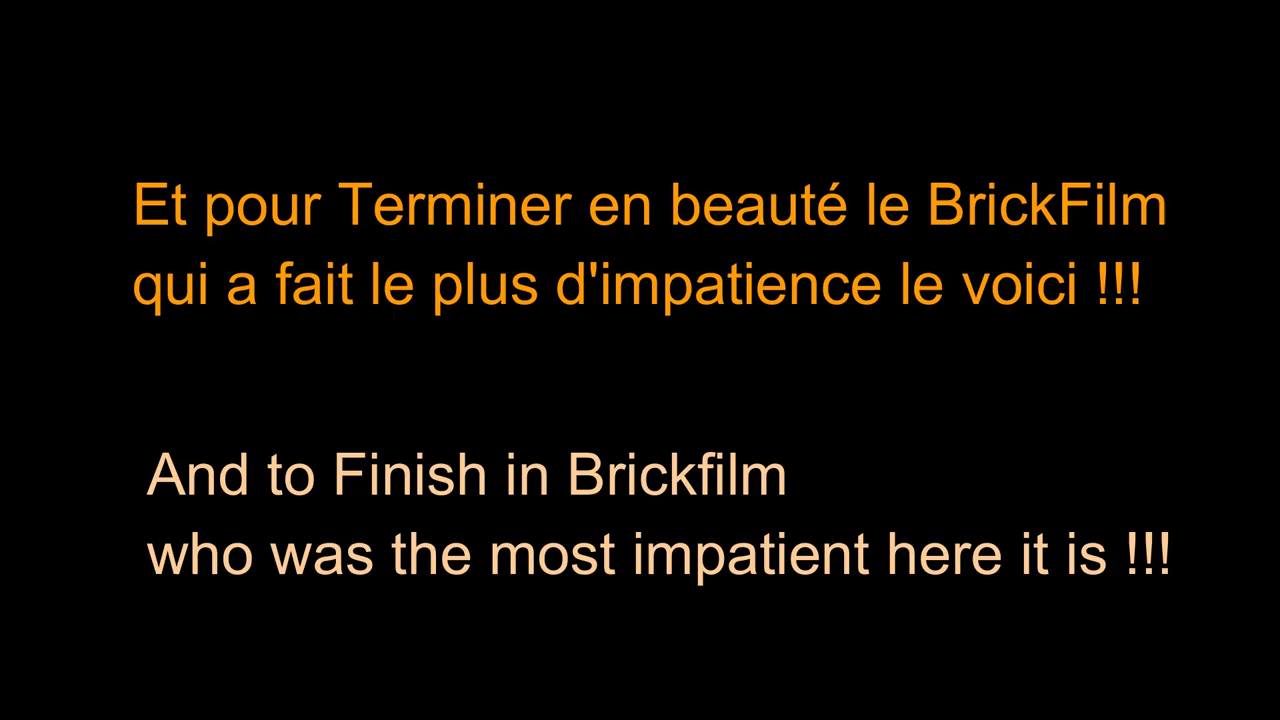 Et pour Terminer en beauté le BrickFilm
qui a fait le plus d'impatience le voici !!!
And to Finish in Brickfilm
who was the most impatient here it is !!!